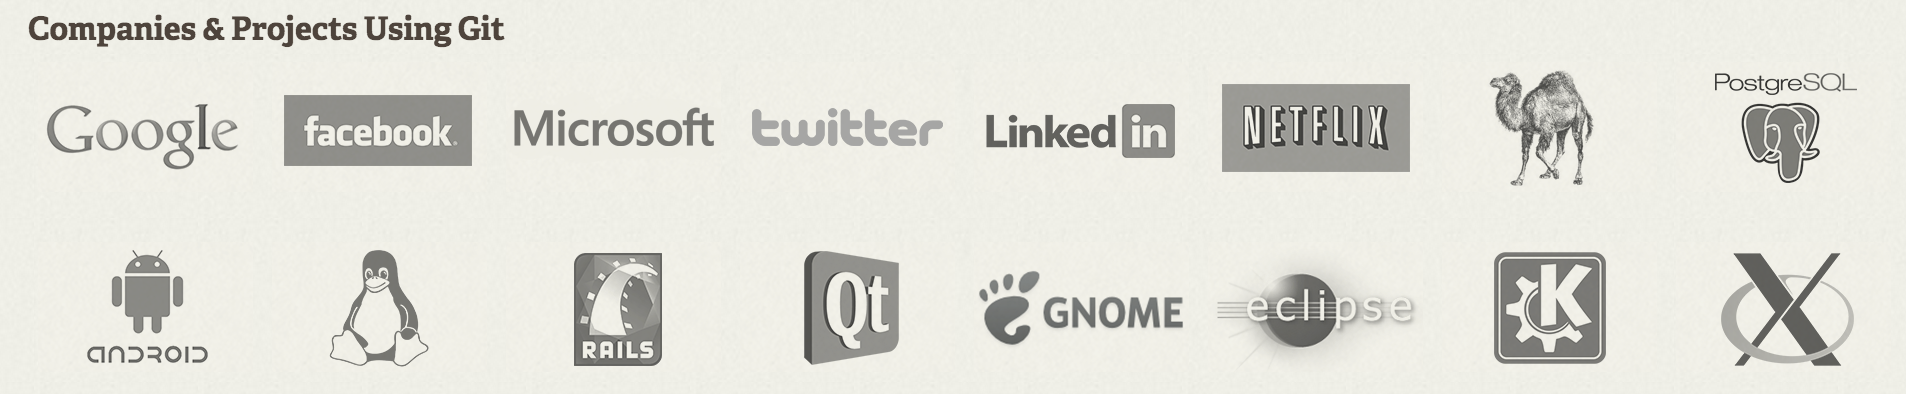 Companies & Projects Using Git
Google
facebook.
Microsoft
twitter
Linked in
NETFLIX
PostgreSQL
ANDROID
RAILS
Qt
GNOME
eclipse
K
X